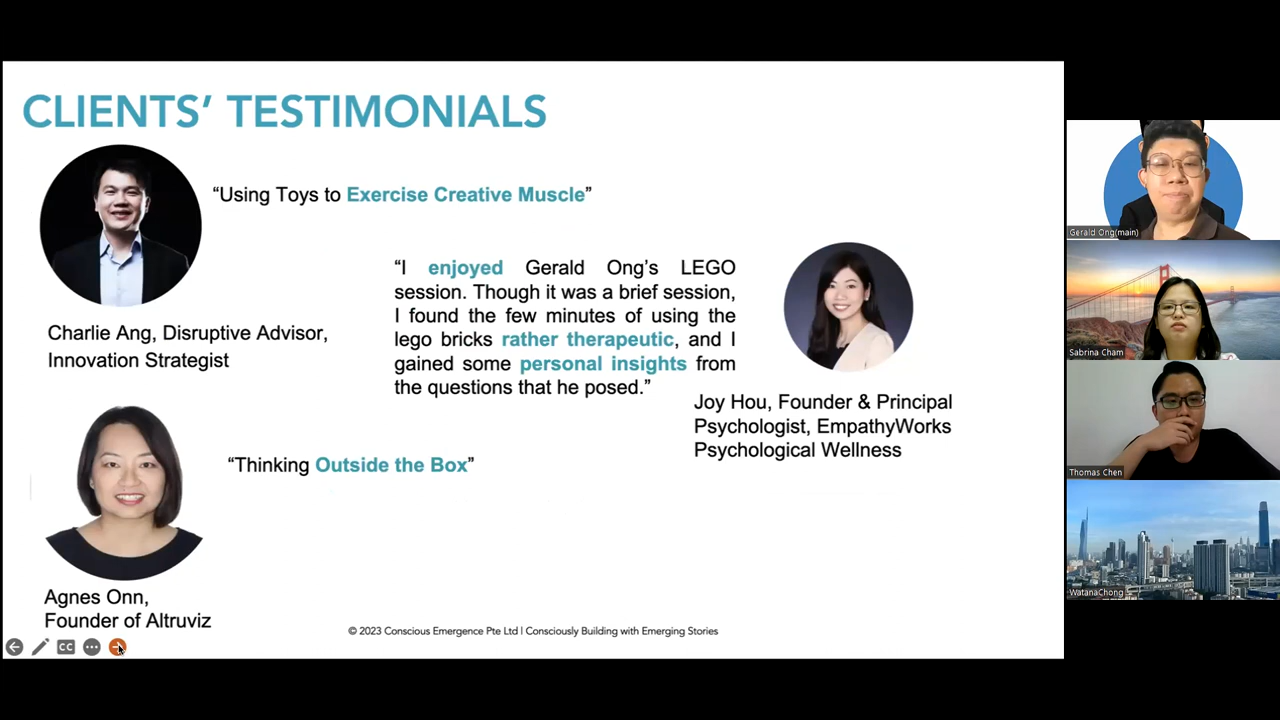 CLIENTS’ TESTIMONIALS
“Using Toys to Exercise Creative Muscle”
Charlie Ang, Disruptive Advisor,
Innovation Strategist
“I enjoyed Gerald Ong’s LEGO
session. Though it was a brief session,
I found the few minutes of using the
lego bricks rather therapeutic, and I
gained some personal insights from
the questions that he posed.”
Joy Hou, Founder & Principal
Psychologist, EmpathyWorks
Psychological Wellness
“Thinking Outside the Box”
Agnes Onn,
Founder of Altruviz
© 2023 Conscious Emergence Pte Ltd | Consciously Building with Emerging Stories
CC
Gerald Ong(main)
Sabrina Cham
Thomas Chen
WatanaChong